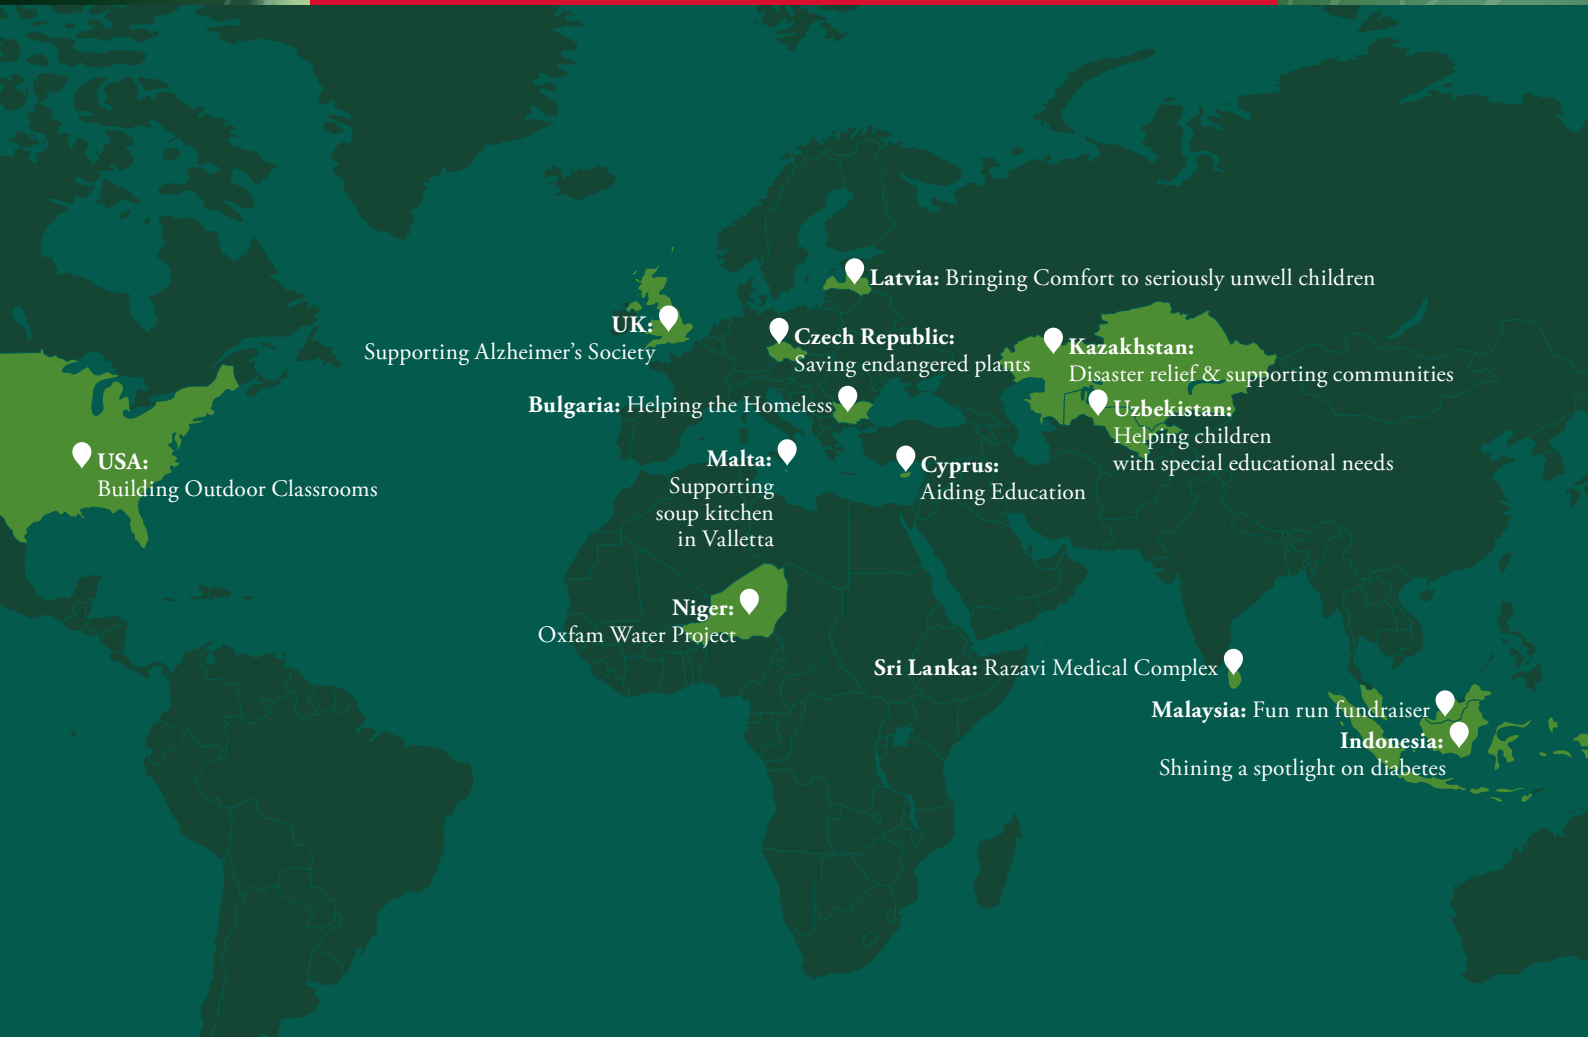 Latvia: Bringing Comfort to seriously unwell children
UK:
Supporting Alzheimer’s Society
Czech Republic:
Saving endangered plants
Kazakhstan:
Disaster relief & supporting communities
Bulgaria: Helping the Homeless
Uzbekistan:
Helping children
with special educational needs
USA:
Building Outdoor Classrooms
Malta:
Supporting
soup kitchen
in Valletta
Cyprus:
Aiding Education
Niger:
Oxfam Water Project
Sri Lanka: Razavi Medical Complex
Malaysia: Fun run fundraiser
Indonesia:
Shining a spotlight on diabetes